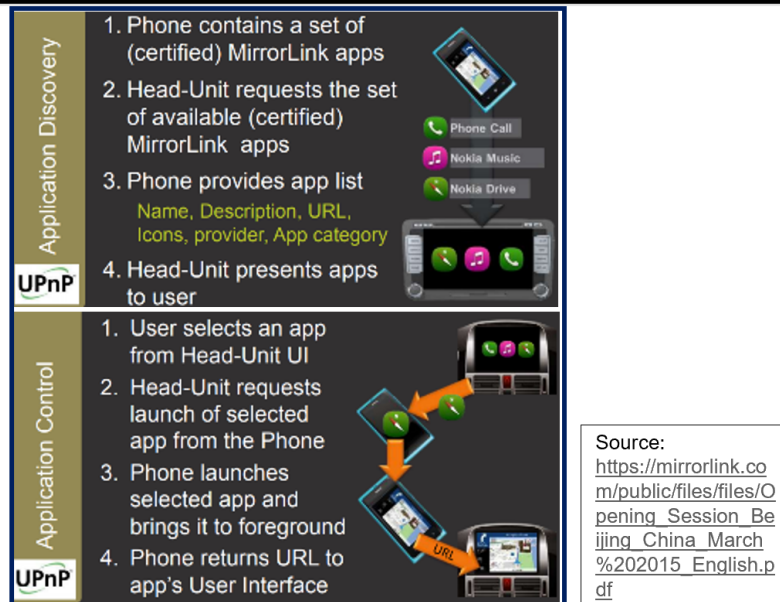 Application Discovery
UPnP
1. Phone contains a set of
(certified) MirrorLink apps
2. Head-Unit requests the set
of available (certified)
MirrorLink apps
3. Phone provides app list
Name, Description, URL,
Icons, provider, App category
4. Head-Unit presents apps
to user
Phone Call
Nokia Music
Nokia Drive
Application Control
UPnP
1. User selects an app
from Head-Unit UI
2. Head-Unit requests
launch of selected
app from the Phone
3. Phone launches
selected app and
brings it to foreground
4. Phone returns URL to
app's User Interface
URL
Source:
https://mirrorlink.co
m/public/files/files/O
pening_Session_Be
ijing_China_March
%202015_English.p
df